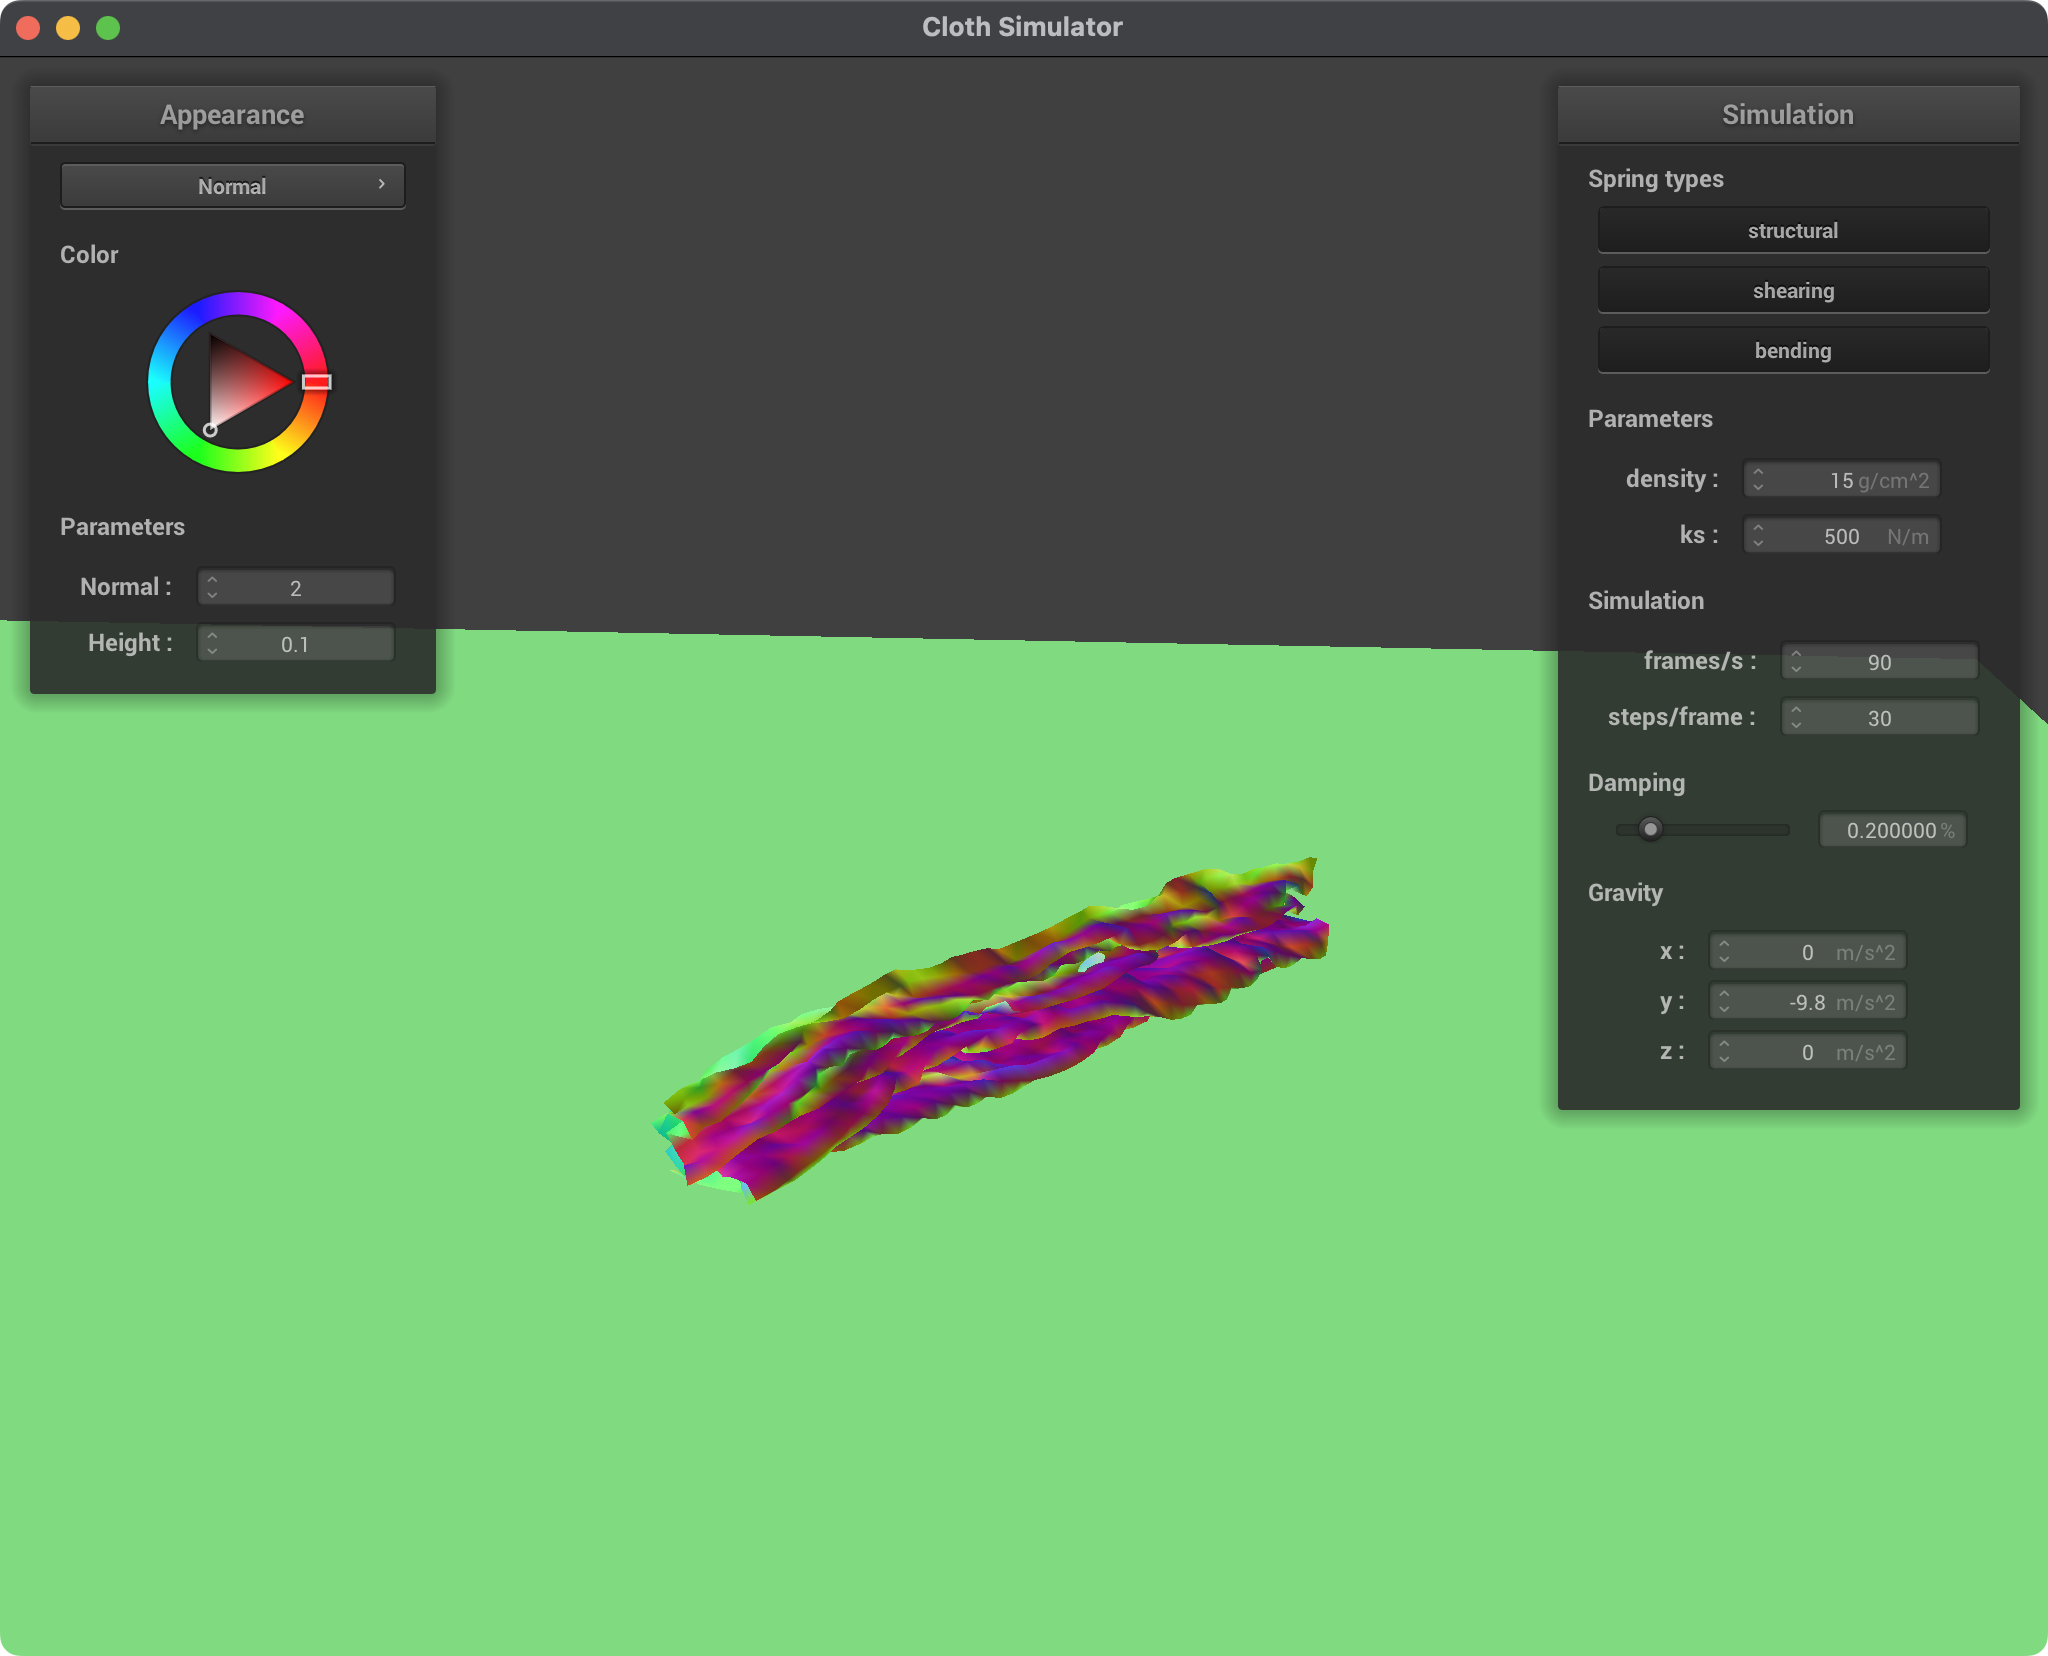 Cloth Simulator
Appearance
Normal
Color
Parameters
Normal : 2
Height : 0.1
Simulation
Spring types
structural
shearing
bending
Parameters
density : 15 g/cm^2
ks : 500 N/m
Simulation
frames/s : 90
steps/frame : 30
Damping
0.200000 %
Gravity
x : 0 m/s^2
y : -9.8 m/s^2
z : 0 m/s^2